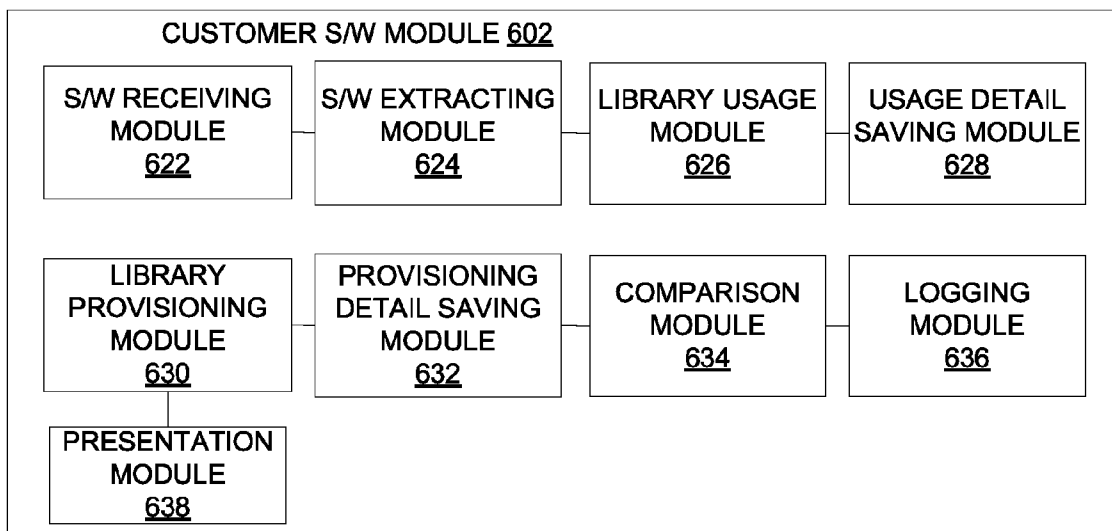 CUSTOMER S/W MODULE 602
S/W RECEIVING
MODULE
622
S/W EXTRACTING
MODULE
624
LIBRARY USAGE
MODULE
626
USAGE DETAIL
SAVING MODULE
628
LIBRARY
PROVISIONING
MODULE
630
PROVISIONING
DETAIL SAVING
MODULE
632
COMPARISON
MODULE
634
LOGGING
MODULE
636
PRESENTATION
MODULE
638